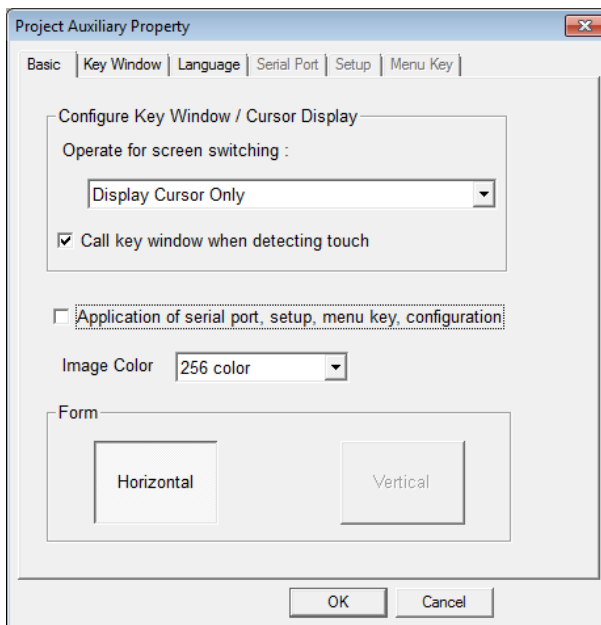 Project Auxiliary Property
Basic Key Window Language Serial Port Setup Menu Key
Configure Key Window / Cursor Display
Operate for screen switching :
Display Cursor Only
Call key window when detecting touch
Application of serial port, setup, menu key, configuration
Image Color 256 color
Form
Horizontal Vertical
OK Cancel